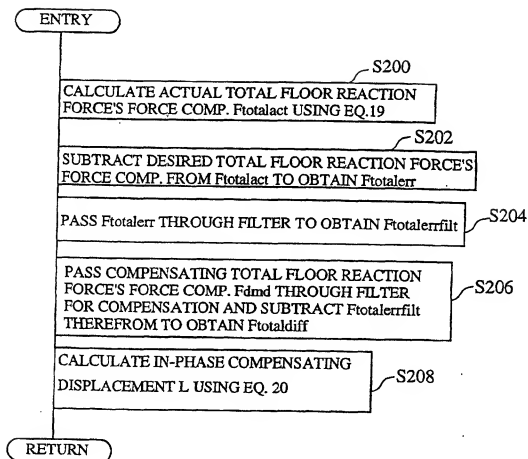 ENTRY
S200
CALCULATE ACTUAL TOTAL FLOOR REACTION
FORCE'S FORCE COMP. Ftotalact USING EQ.19
S202
SUBTRACT DESIRED TOTAL FLOOR REACTION FORCE'S
FORCE COMP. FROM Ftotalact TO OBTAIN Ftotalerr
S204
PASS Ftotalerr THROUGH FILTER TO OBTAIN Ftotalerrfilt
PASS COMPENSATING TOTAL FLOOR REACTION
FORCE'S FORCE COMP. Fdmd THROUGH FILTER
FOR COMPENSATION AND SUBTRACT Ftotalerrfilt
THEREFROM TO OBTAIN Ftotaldiff
S206
CALCULATE IN-PHASE COMPENSATING
DISPLACEMENT L USING EQ. 20
S208
RETURN